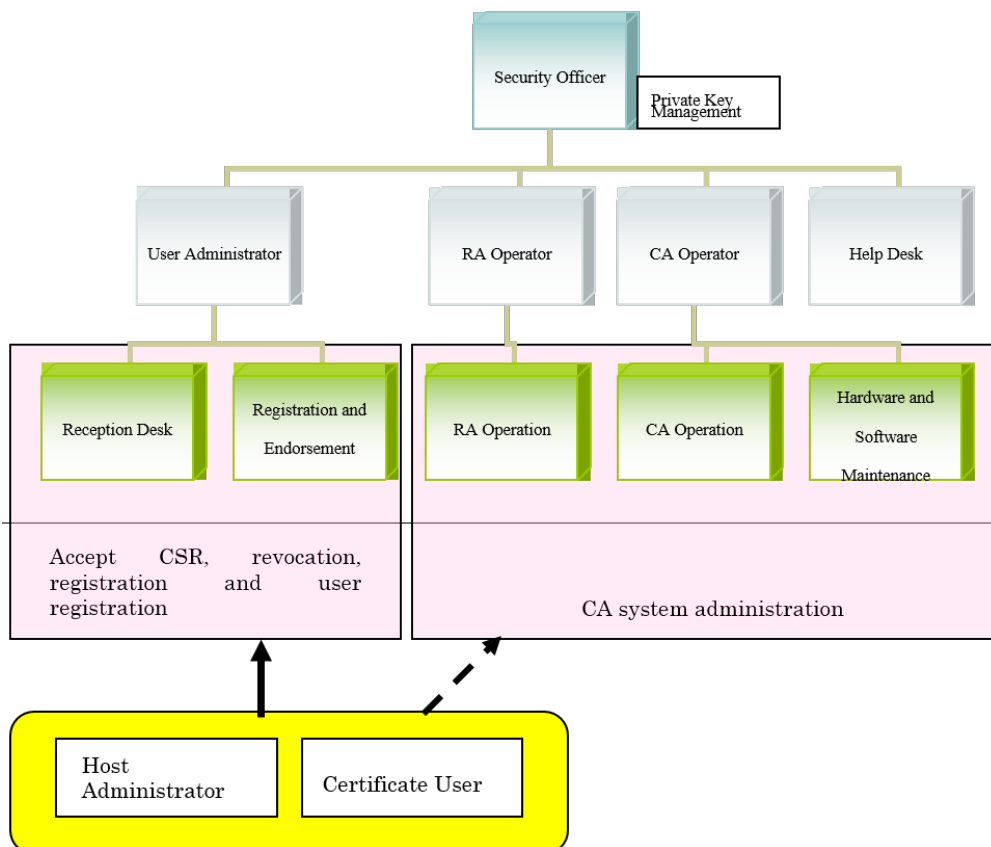 Security Officer
Private Key
Management
User Administrator
RA Operator
CA Operator
Help Desk
Reception Desk
Registration and
Endorsement
RA Operation
CA Operation
Hardware and
Software
Maintenance
Accept CSR, revocation,
registration and user
registration
CA system administration
Host
Administrator
Certificate User